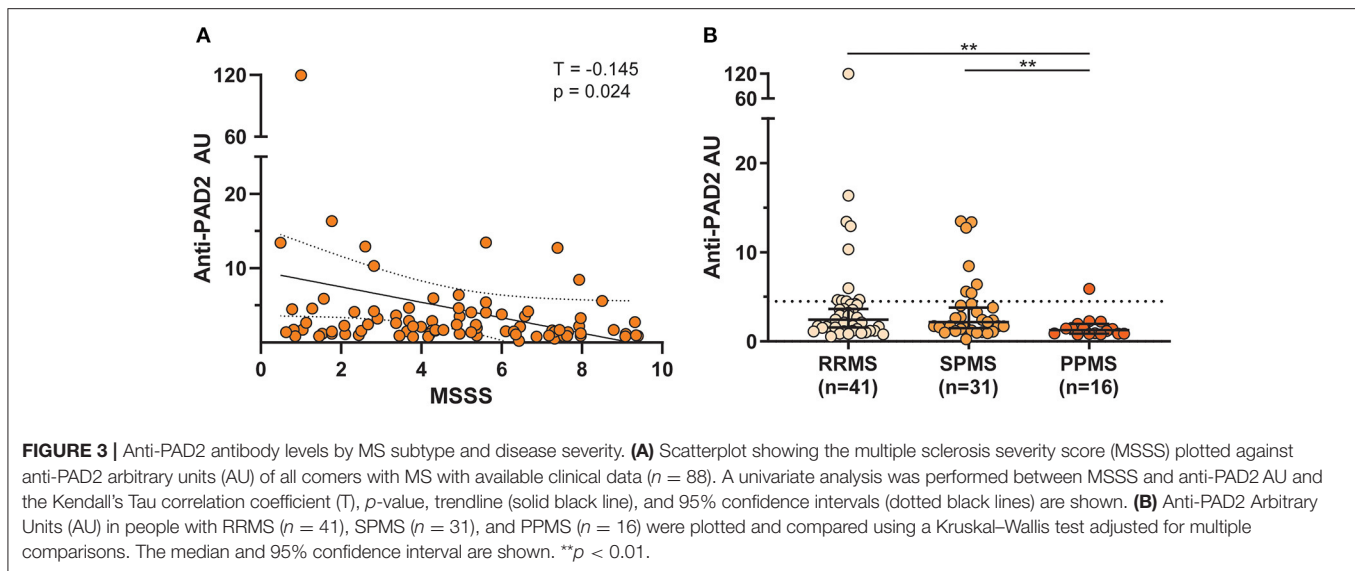 A
T = -0.145
p = 0.024
Anti-PAD2 AU
120
60
20
10
0 2 4 6 8 10
MSSS
B
**
**
Anti-PAD2 AU
120
60
20
10
0
RRMS SPMS PPMS
(n=41) (n=31) (n=16)
FIGURE 3 | Anti-PAD2 antibody levels by MS subtype and disease severity. (A) Scatterplot showing the multiple sclerosis severity score (MSSS) plotted against
anti-PAD2 arbitrary units (AU) of all comers with MS with available clinical data (n = 88). A univariate analysis was performed between MSSS and anti-PAD2 AU and
the Kendall's Tau correlation coefficient (T), p-value, trendline (solid black line), and 95% confidence intervals (dotted black lines) are shown. (B) Anti-PAD2 Arbitrary
Units (AU) in people with RRMS (n = 41), SPMS (n = 31), and PPMS (n = 16) were plotted and compared using a Kruskal–Wallis test adjusted for multiple
comparisons. The median and 95% confidence interval are shown. **p < 0.01.